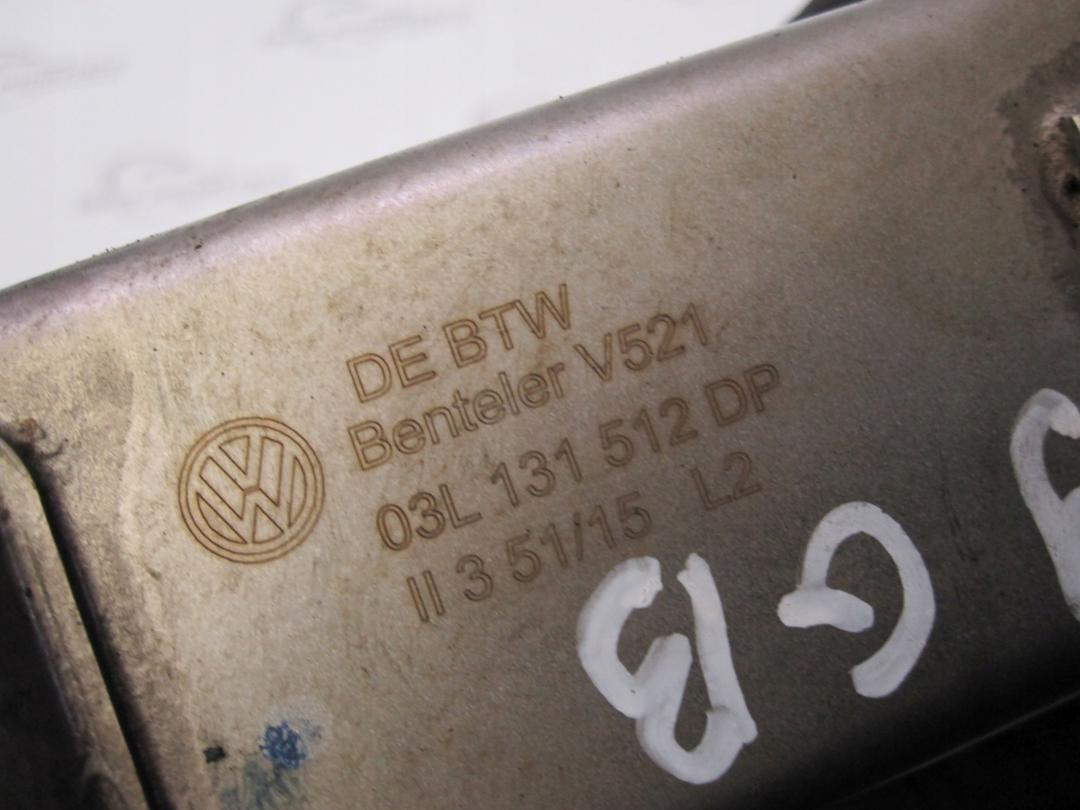 DE BTW
Benteler V521
03L 131 512 DP
II 3 51/15 L2